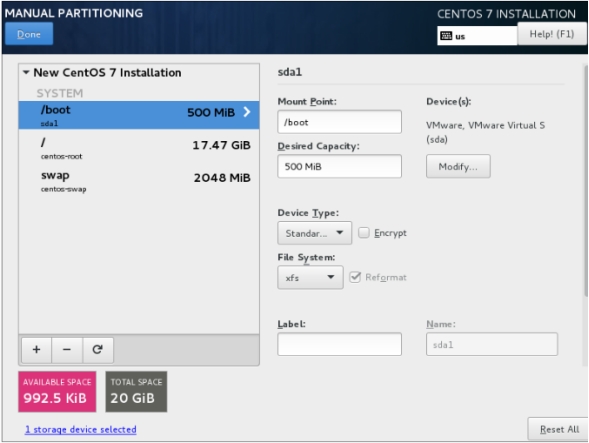 MANUAL PARTITIONING
CENTOS 7 INSTALLATION
Done
us
Help! (F1)
New CentOS 7 Installation
SYSTEM
/boot
500 MiB
sda1
/
17.47 GiB
centos-root
swap
2048 MiB
centos-swap
+ −
AVAILABLE SPACE
992.5 KiB
TOTAL SPACE
20 GiB
1 storage device selected
sda1
Mount Point:
/boot
Desired Capacity:
500 MiB
Device(s):
VMware, VMware Virtual S
(sda)
Modify...
Device Type:
Standar...
Encrypt
File System:
xfs
Reformat
Label:
Name:
sda1
Reset All